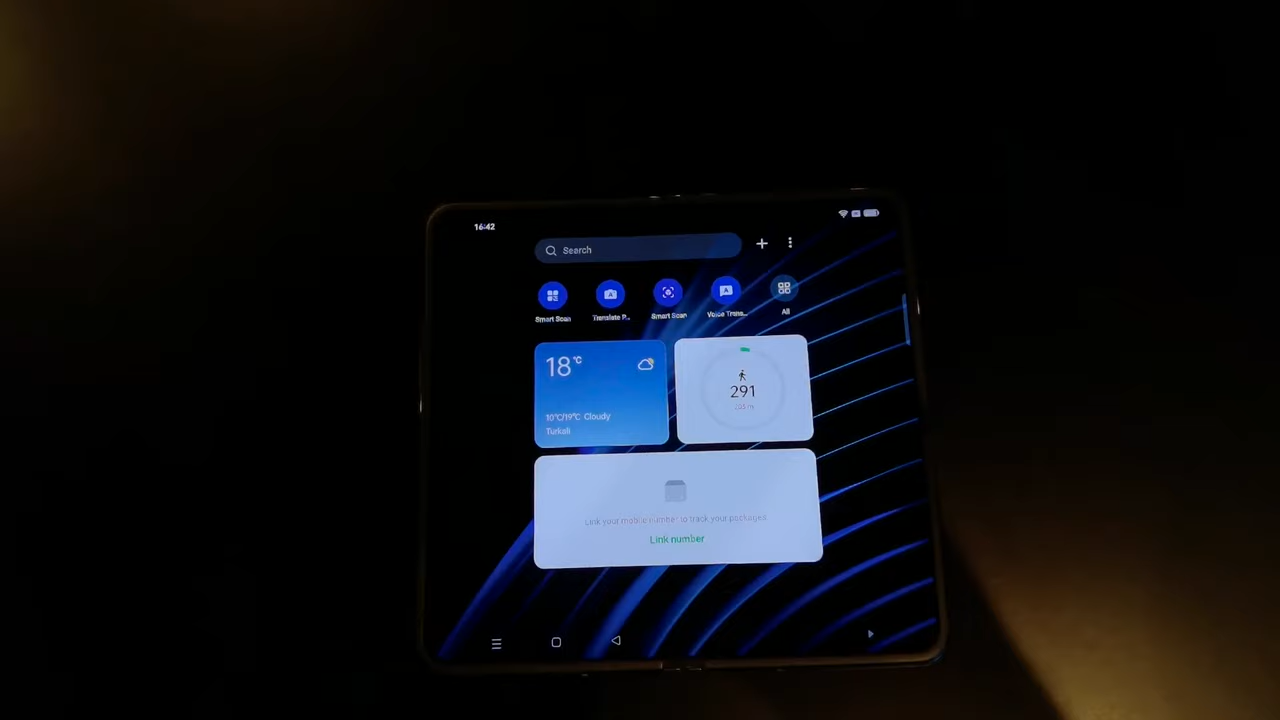 16:42
Search
Smart Scan
Translate P...
Smart Scan
Voice Trans...
All
18°C
10°C/19°C Cloudy
Turkali
291
Link your mobile number to track your packages
Link number